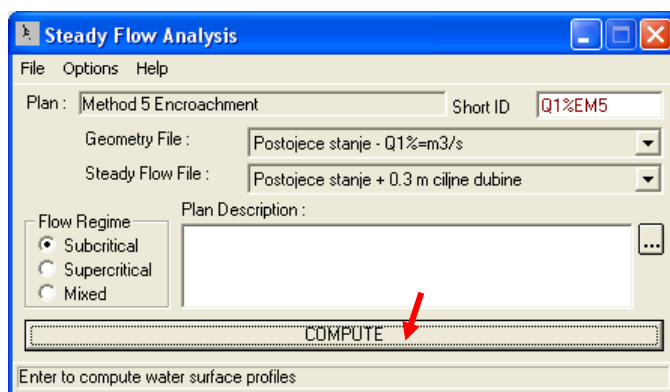 Steady Flow Analysis
File Options Help
Plan : Method 5 Encroachment Short ID Q1%EM5
Geometry File : Postojece stanje - Q1%=m3/s
Steady Flow File : Postojece stanje + 0.3 m ciljne dubine
Flow Regime
Subcritical
Supercritical
Mixed
Plan Description :
...
COMPUTE
Enter to compute water surface profiles